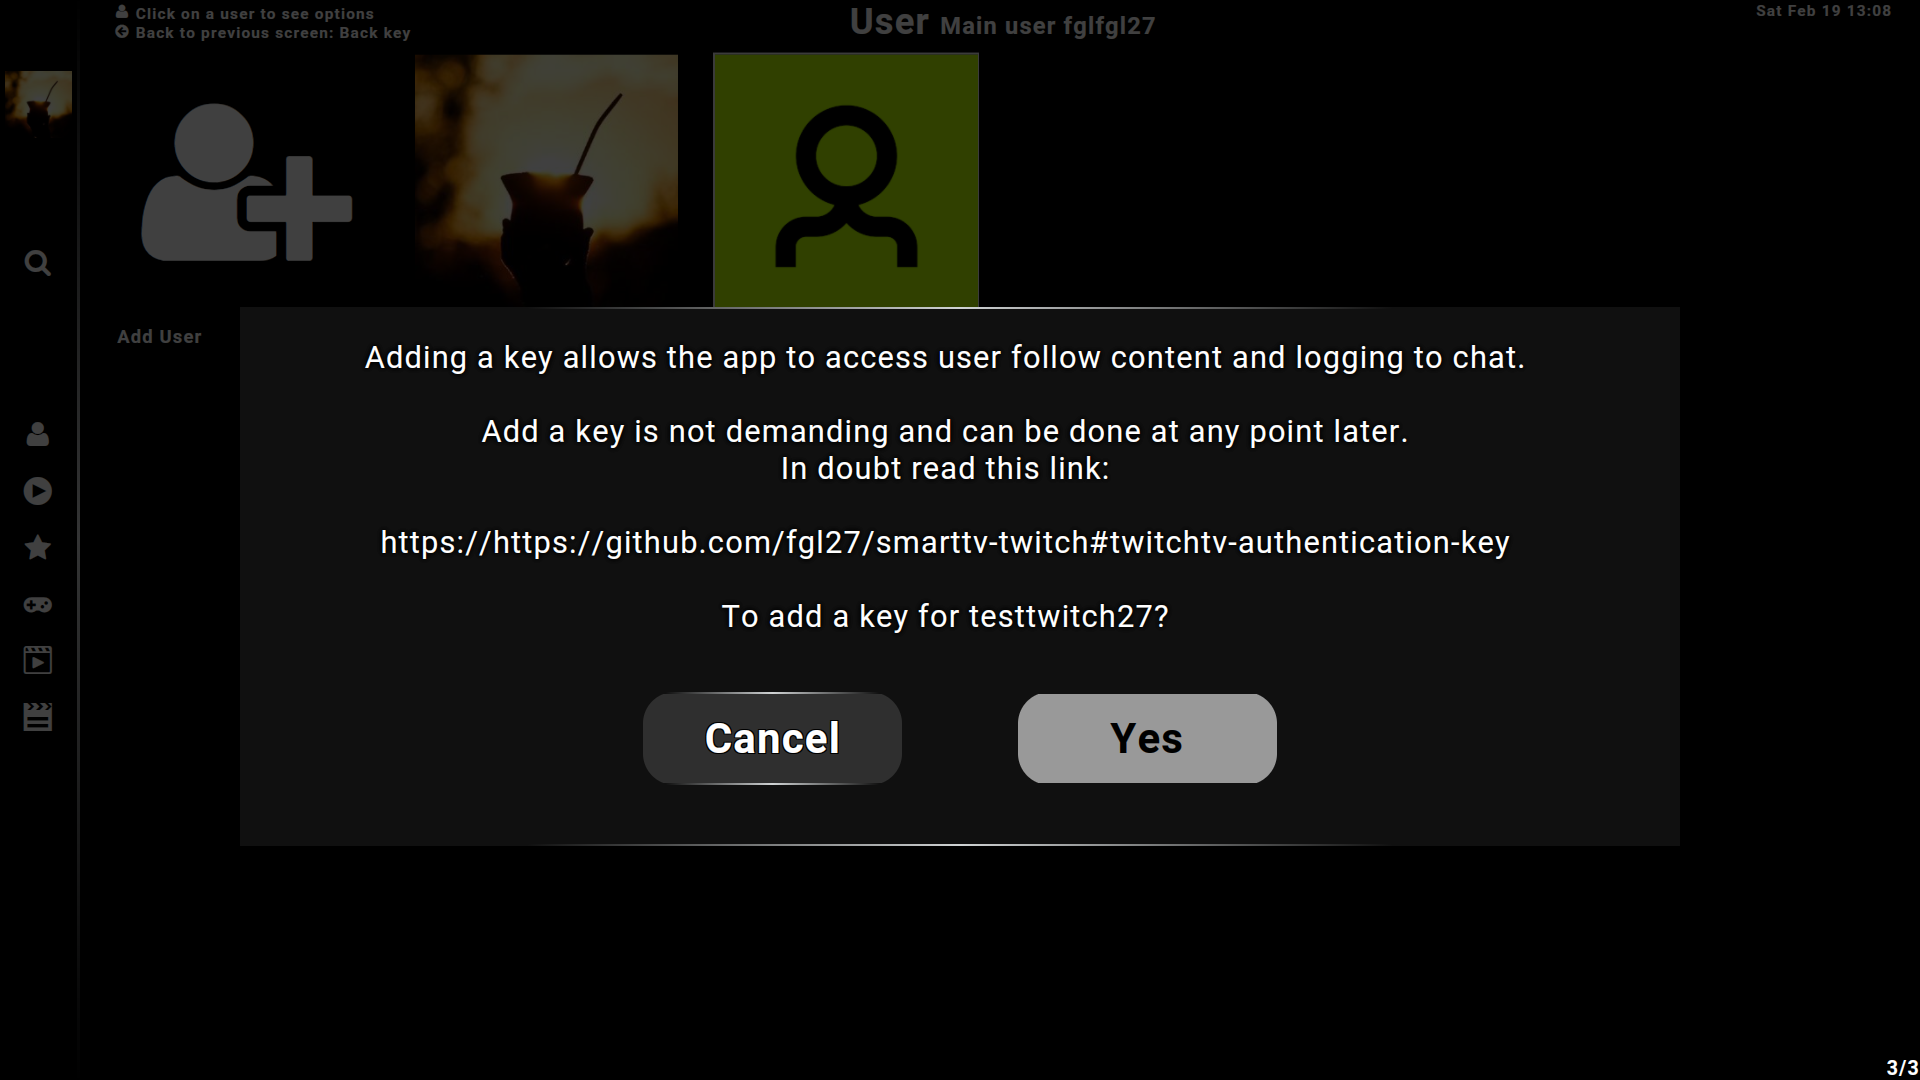 Click on a user to see options
Back to previous screen: Back key
User Main user fglfgl27
Sat Feb 19 13:08
Add User
Adding a key allows the app to access user follow content and logging to chat.
Add a key is not demanding and can be done at any point later.
In doubt read this link:
https://https://github.com/fgl27/smarttv-twitch#twitchtv-authentication-key
To add a key for testtwitch27?
Cancel
Yes
3/3